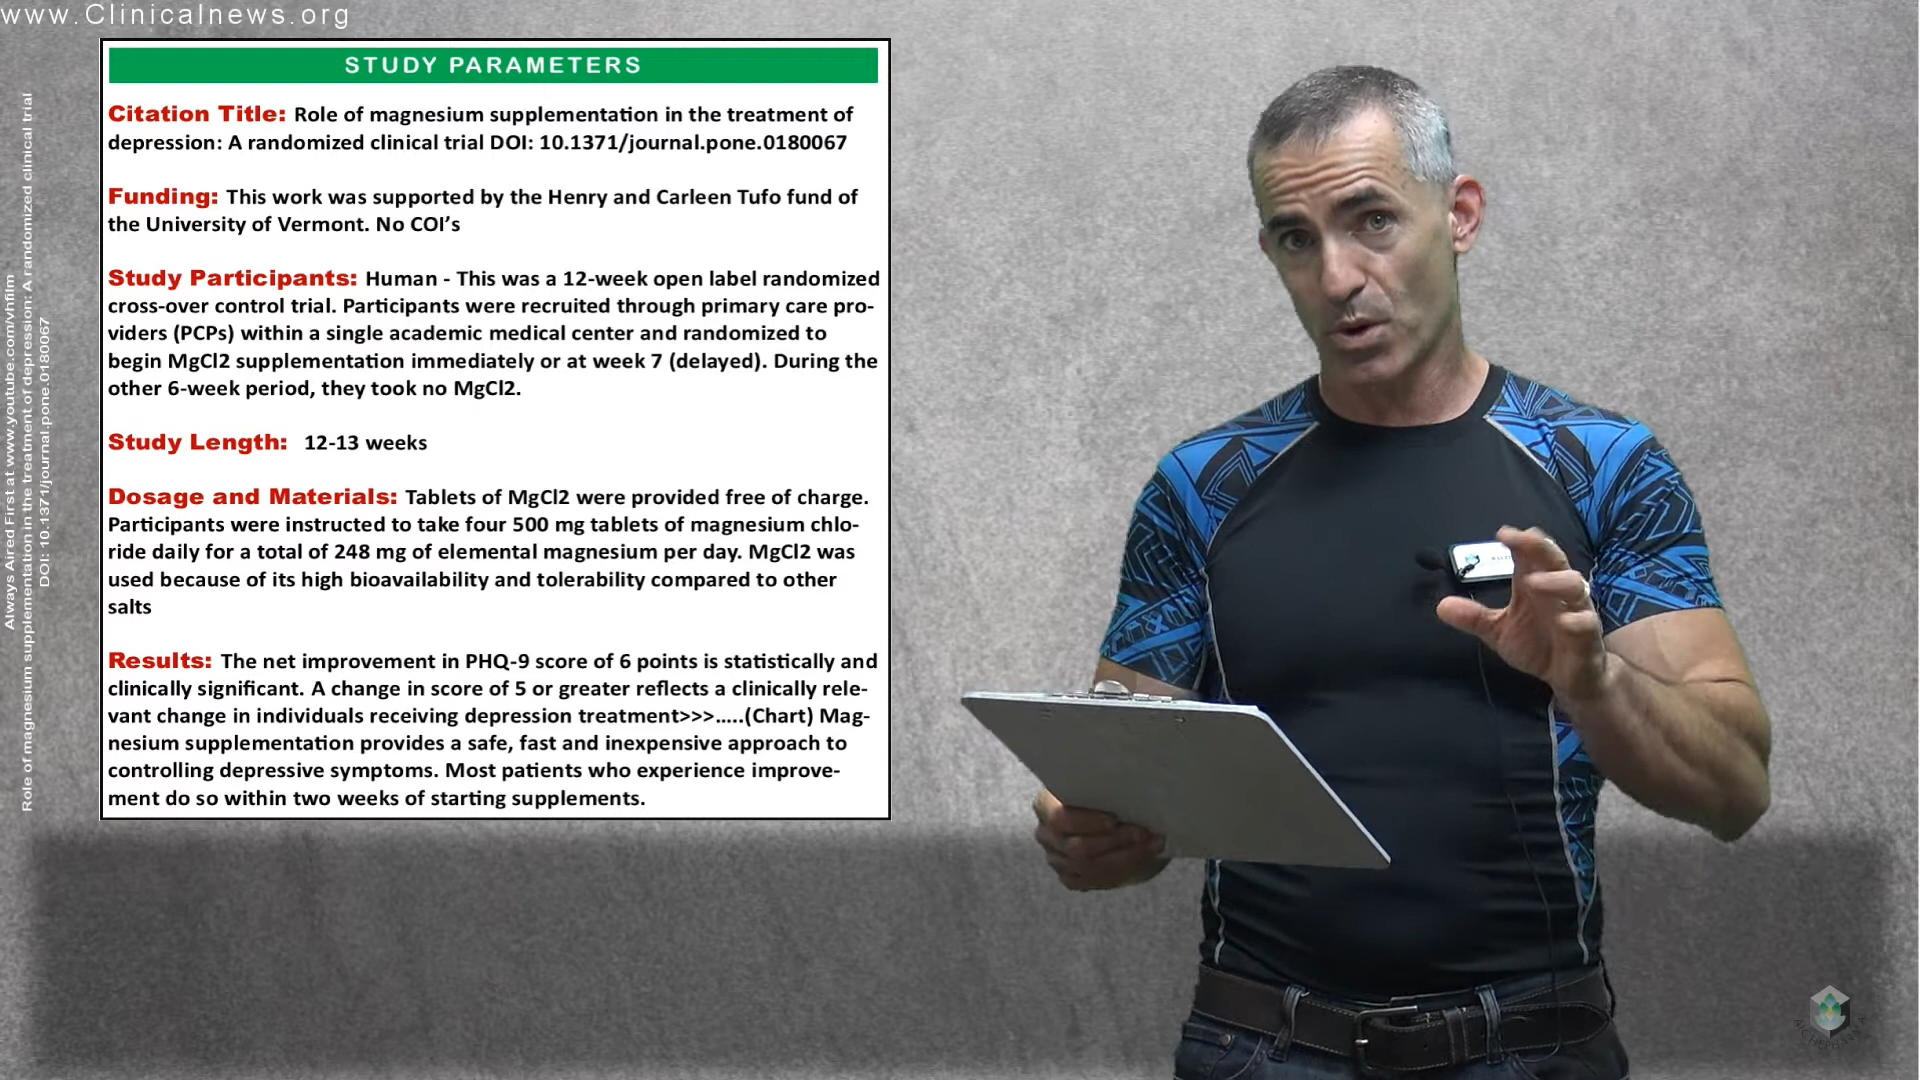 www.Clinicalnews.org
STUDY PARAMETERS
Citation Title: Role of magnesium supplementation in the treatment of
depression: A randomized clinical trial DOI: 10.1371/journal.pone.0180067
Funding: This work was supported by the Henry and Carleen Tufo fund of
the University of Vermont. No COI’s
Study Participants: Human - This was a 12-week open label randomized
cross-over control trial. Participants were recruited through primary care pro-
viders (PCPs) within a single academic medical center and randomized to
begin MgCl2 supplementation immediately or at week 7 (delayed). During the
other 6-week period, they took no MgCl2.
Study Length: 12-13 weeks
Dosage and Materials: Tablets of MgCl2 were provided free of charge.
Participants were instructed to take four 500 mg tablets of magnesium chlo-
ride daily for a total of 248 mg of elemental magnesium per day. MgCl2 was
used because of its high bioavailability and tolerability compared to other
salts
Results: The net improvement in PHQ-9 score of 6 points is statistically and
clinically significant. A change in score of 5 or greater reflects a clinically rele-
vant change in individuals receiving depression treatment>>>.....(Chart) Mag-
nesium supplementation provides a safe, fast and inexpensive approach to
controlling depressive symptoms. Most patients who experience improve-
ment do so within two weeks of starting supplements.
Always Aired First at www.youtube.com/vhfilm
Role of magnesium supplementation in the treatment of depression: A randomized clinical trial
DOI: 10.1371/journal.pone.0180067